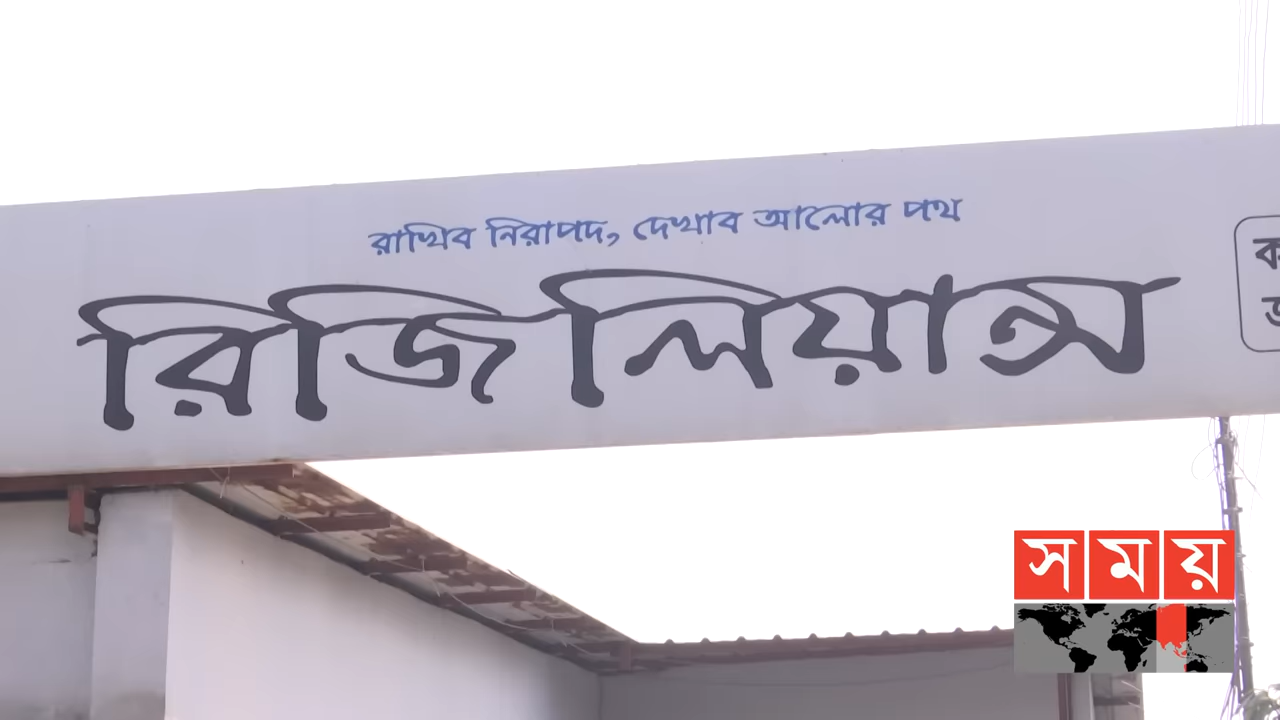 রাখিব নিরাপদ, দেখাব আলোর পথ
রিজিলিয়ান্স
সময়